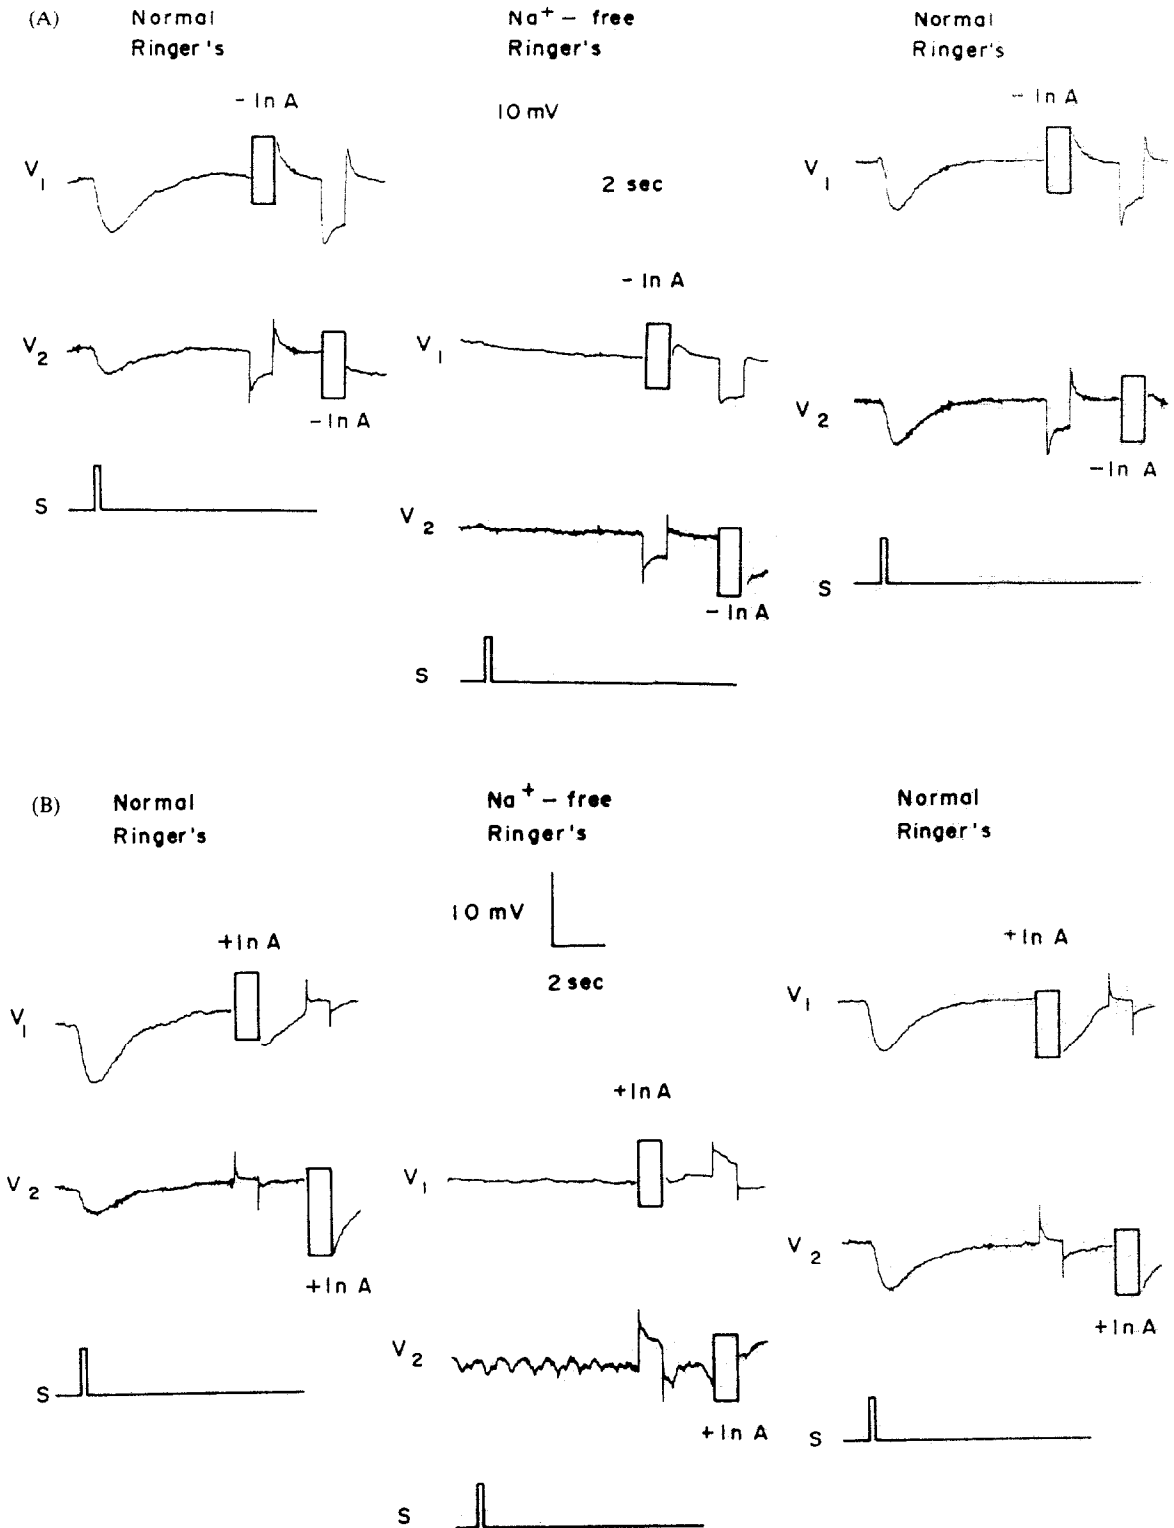 (A)
Normal
Ringer's
Na+ - free
Ringer's
Normal
Ringer's
- In A
10 mV
- In A
V1
2 sec
V1
- In A
V2
V1
- In A
V2
- In A
S
V2
S
- In A
S
(B)
Normal
Ringer's
Na+ - free
Ringer's
Normal
Ringer's
10 mV
+In A
+In A
2 sec
V1
V1
+In A
V2
V1
V2
+In A
+In A
V2
S
+In A
S
S